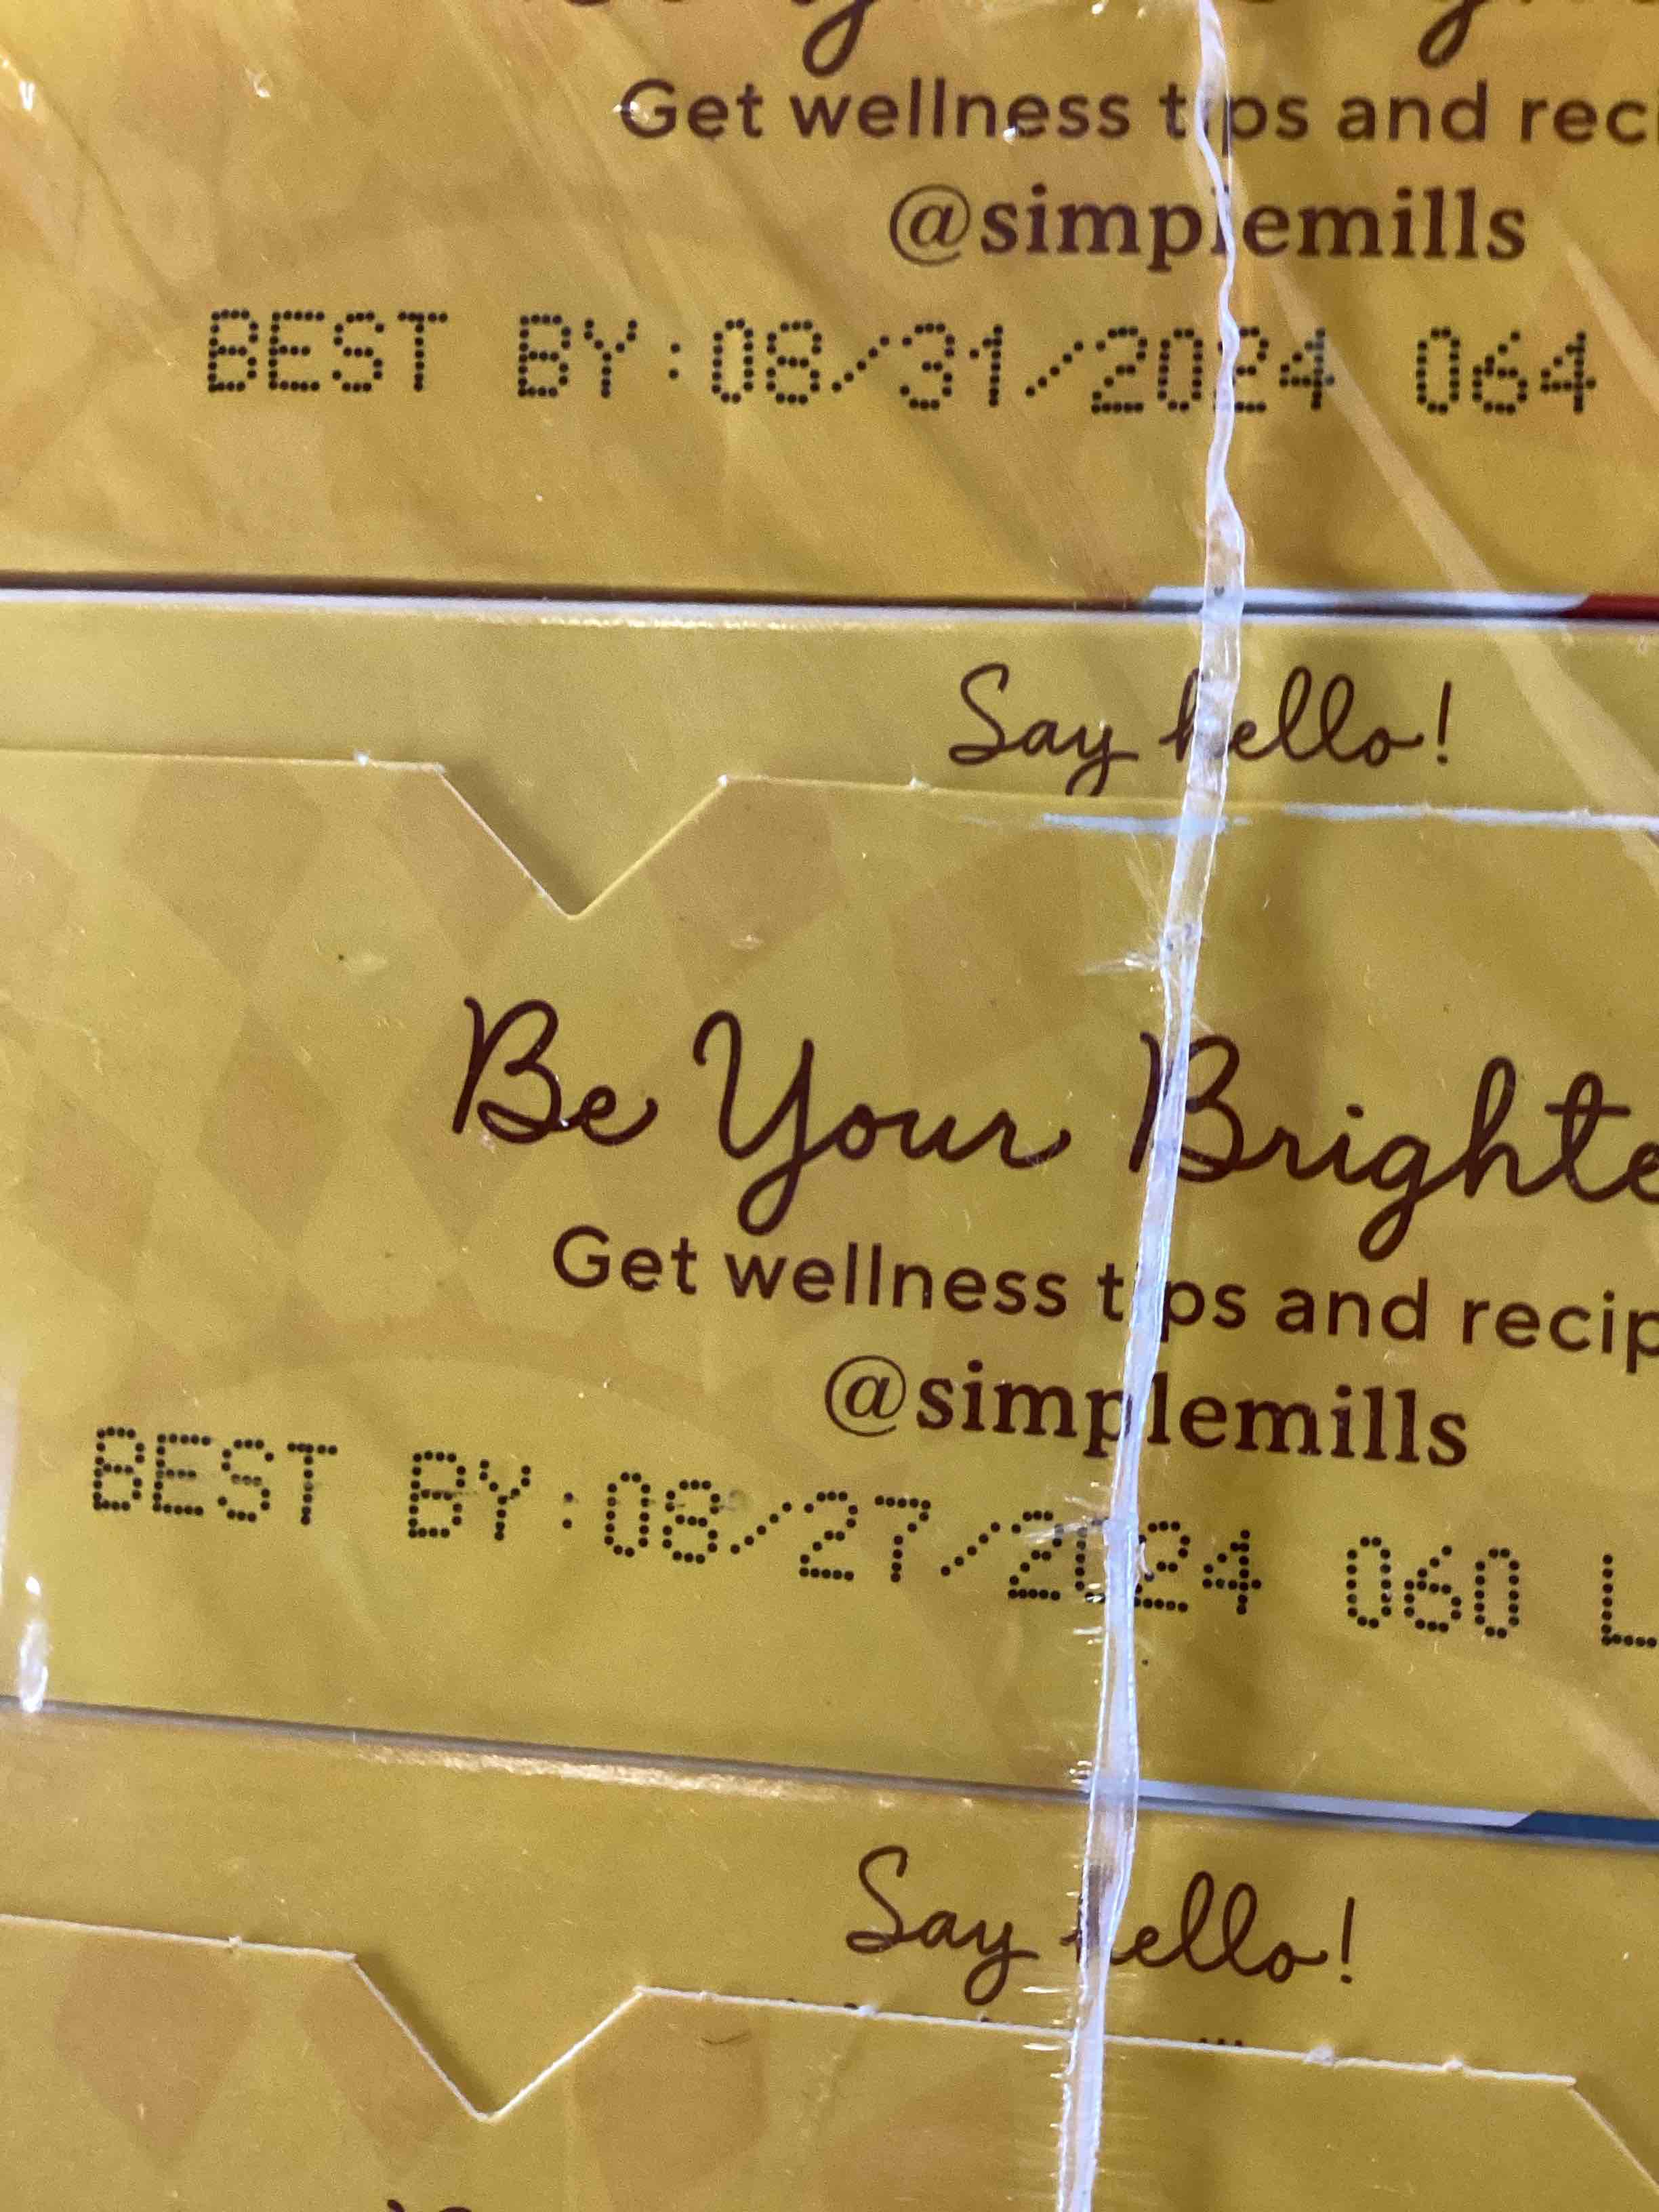 Get wellness tips and reci
@simplemills
BEST BY:08/31/2024 064
Say hello!
Be Your Brighte
Get wellness tips and recip
@simplemills
BEST BY:08/27/2024 060 L
Say hello!